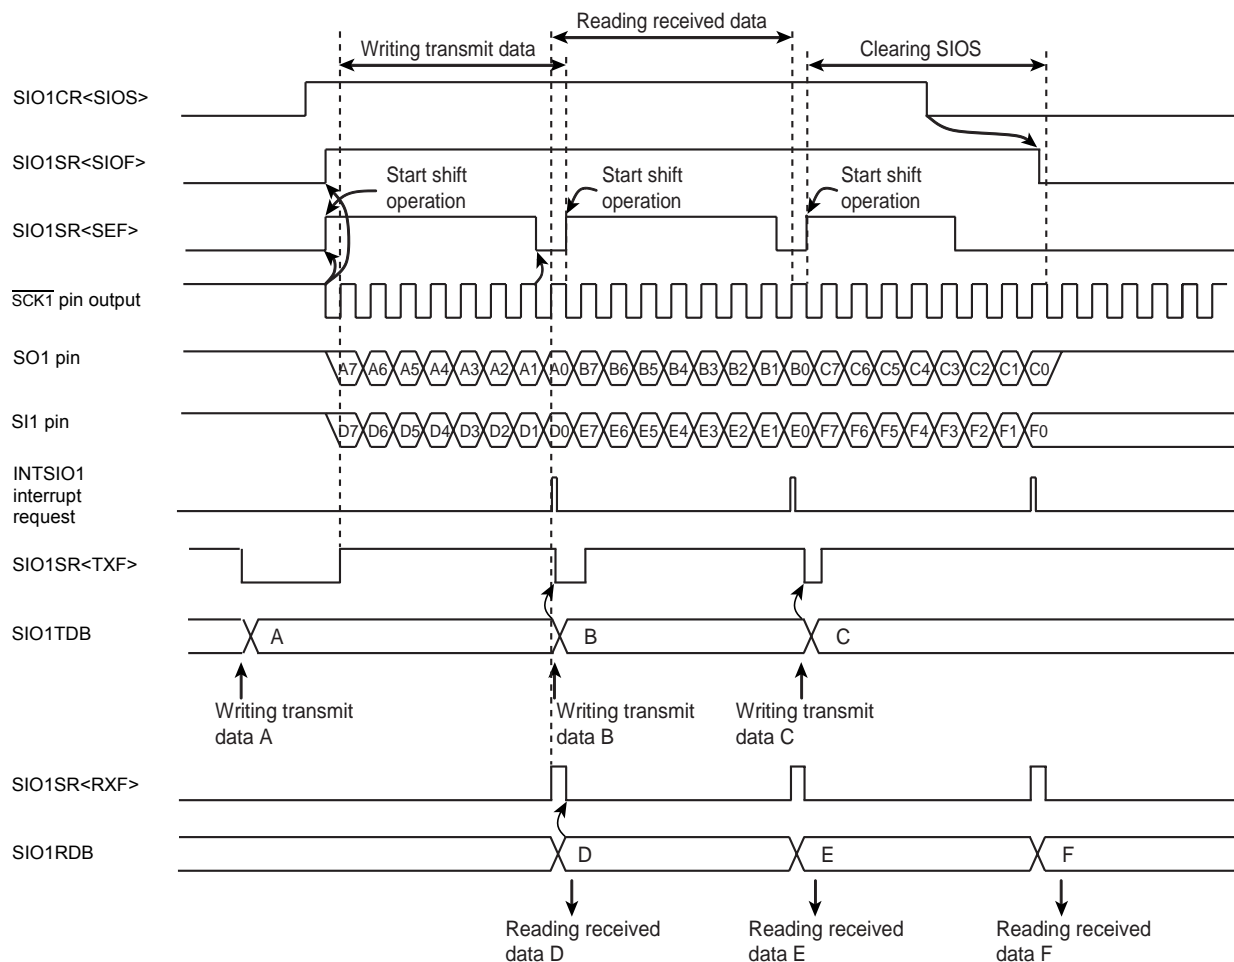 Reading received data
Writing transmit data
Clearing SIOS
SIO1CR<SIOS>
SIO1SR<SIOF>
Start shift
operation
Start shift
operation
Start shift
operation
SIO1SR<SEF>
SCK1 pin output
SO1 pin
A7 A6 A5 A4 A3 A2 A1 A0 B7 B6 B5 B4 B3 B2 B1 B0 C7 C6 C5 C4 C3 C2 C1 C0
SI1 pin
D7 D6 D5 D4 D3 D2 D1 D0 E7 E6 E5 E4 E3 E2 E1 E0 F7 F6 F5 F4 F3 F2 F1 F0
INTSIO1
interrupt
request
SIO1SR<TXF>
SIO1TDB
A B C
Writing transmit
data A
Writing transmit
data B
Writing transmit
data C
SIO1SR<RXF>
SIO1RDB
D E F
Reading received
data D
Reading received
data E
Reading received
data F